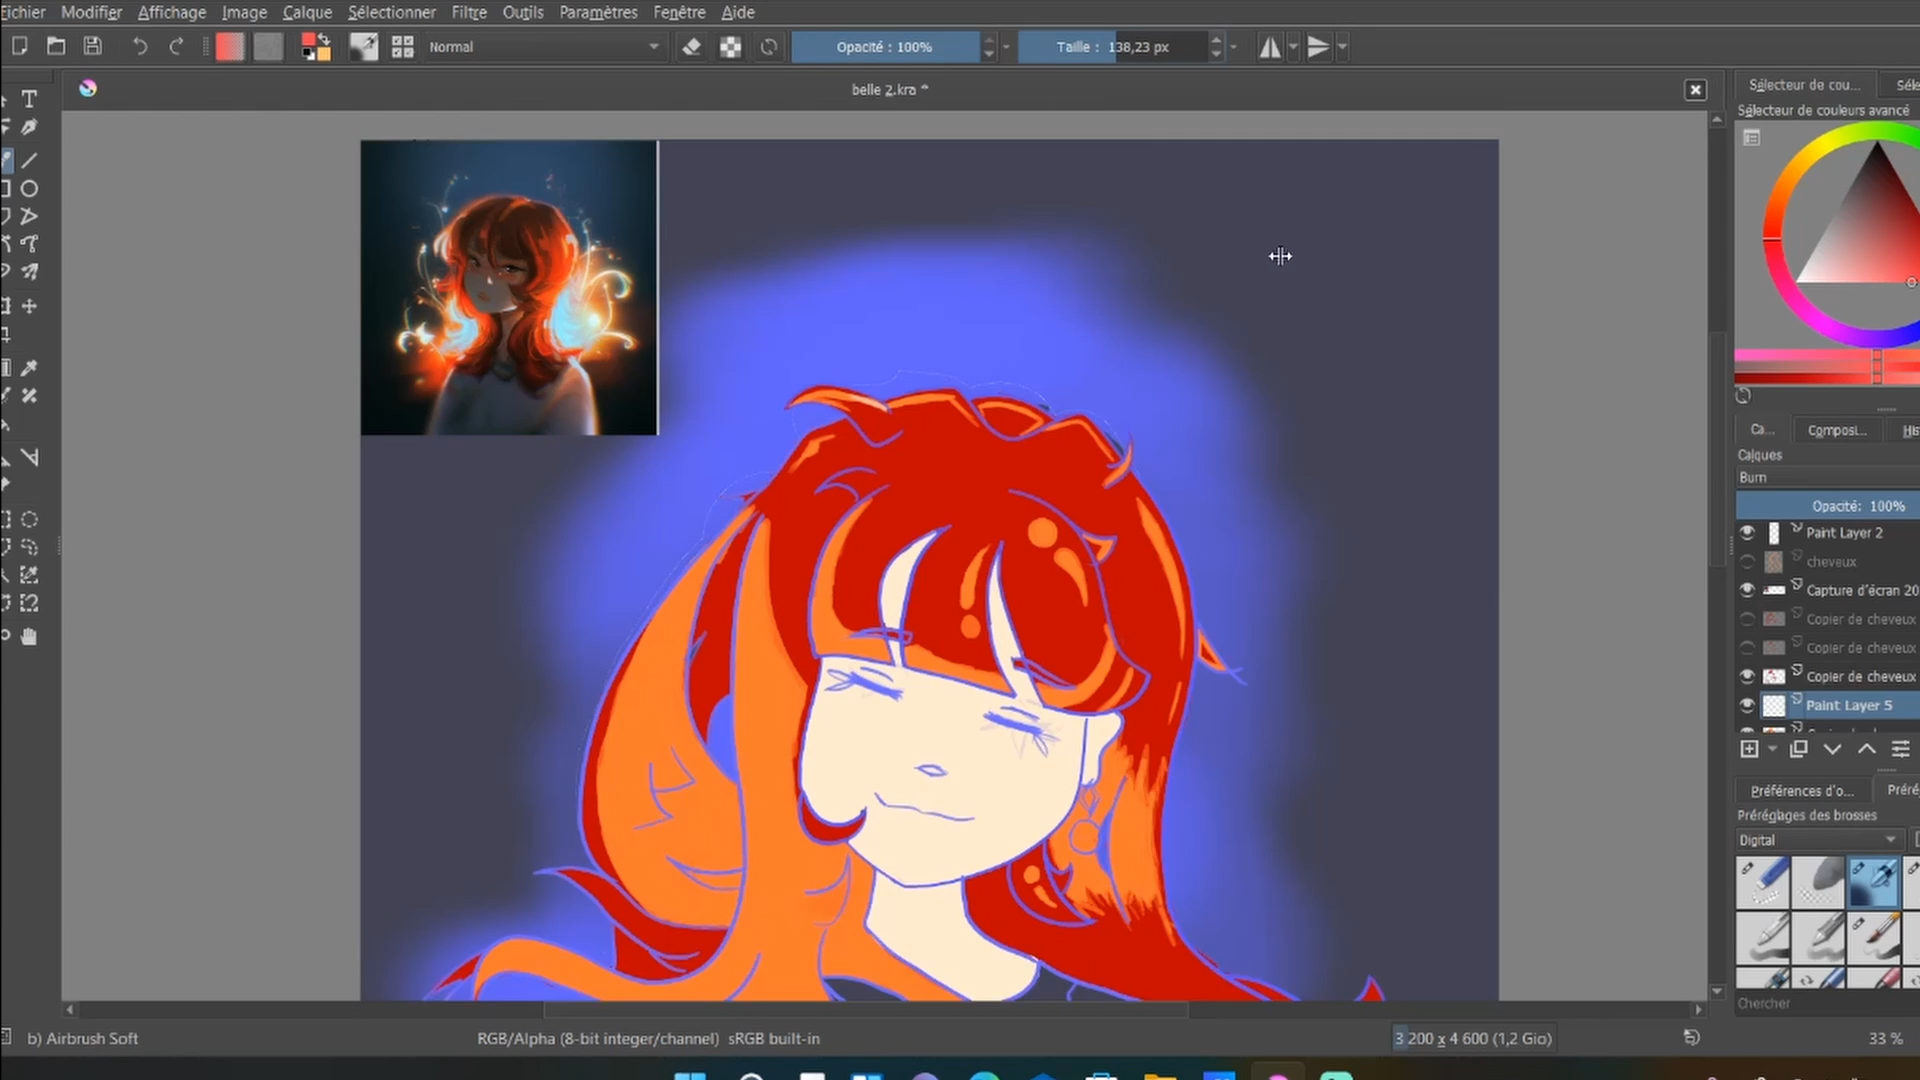 Fichier Modifier Affichage Image Calque Sélectionner Filtre Outils Paramètres Fenêtre Aide
Normal Opacité : 100% Taille : 138,23 px
belle 2.kra *
Sélecteur de cou...
Séle
Sélecteur de couleurs avancé
Ca... Composi... His
Calques
Burn
Opacité: 100%
Paint Layer 2
cheveux
Capture d'écran 20
Copier de cheveux
Copier de cheveux
Copier de cheveux
Paint Layer 5
Préférences d'o... Préré
Préréglages des brosses
Digital
Chercher
b) Airbrush Soft RGB/Alpha (8-bit integer/channel) sRGB built-in 3 200 x 4 600 (1,2 Gio) 33 %